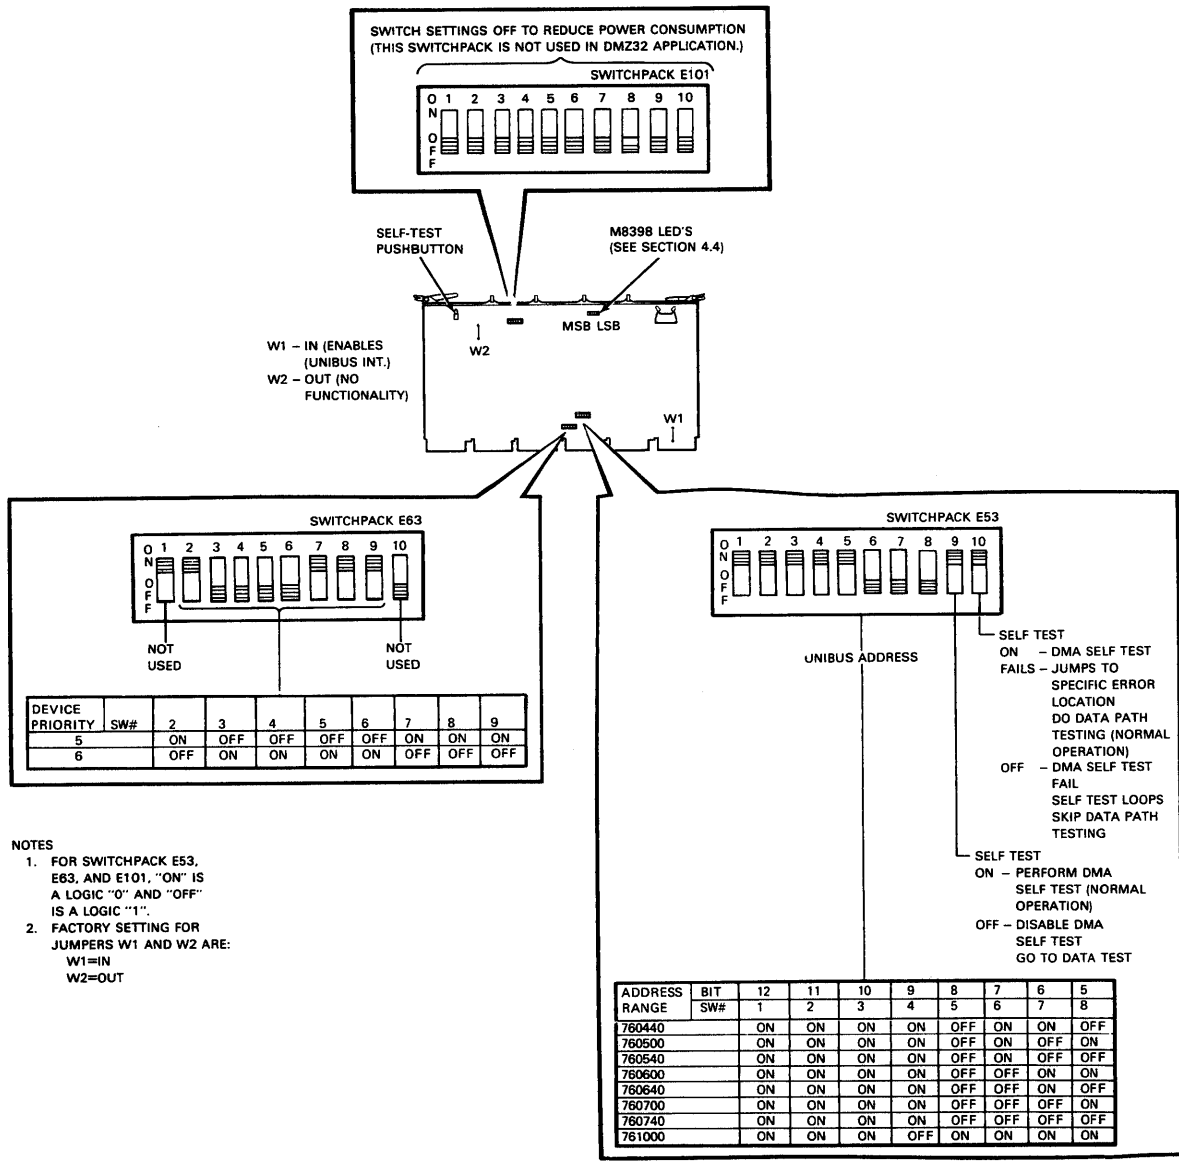 SWITCH SETTINGS OFF TO REDUCE POWER CONSUMPTION
(THIS SWITCHPACK IS NOT USED IN DMZ32 APPLICATION.)
SWITCHPACK E101
ON OFF 1 2 3 4 5 6 7 8 9 10
SELF-TEST
PUSHBUTTON
M8398 LED'S
(SEE SECTION 4.4)
MSB LSB
W2
W1 – IN (ENABLES
(UNIBUS INT.)
W2 – OUT (NO
FUNCTIONALITY)
W1
SWITCHPACK E63
ON OFF 1 2 3 4 5 6 7 8 9 10
NOT
USED
NOT
USED
DEVICE
PRIORITY SW# 2 3 4 5 6 7 8 9
5 ON OFF OFF OFF OFF ON ON ON
6 OFF ON ON ON ON OFF OFF OFF
SWITCHPACK E53
ON OFF 1 2 3 4 5 6 7 8 9 10
UNIBUS ADDRESS
SELF TEST
ON – DMA SELF TEST
FAILS – JUMPS TO
SPECIFIC ERROR
LOCATION
DO DATA PATH
TESTING (NORMAL
OPERATION)
OFF – DMA SELF TEST
FAIL
SELF TEST LOOPS
SKIP DATA PATH
TESTING
SELF TEST
ON – PERFORM DMA
SELF TEST (NORMAL
OPERATION)
OFF – DISABLE DMA
SELF TEST
GO TO DATA TEST
NOTES
1. FOR SWITCHPACK E53,
E63, AND E101, "ON" IS
A LOGIC "0" AND "OFF"
IS A LOGIC "1".
2. FACTORY SETTING FOR
JUMPERS W1 AND W2 ARE:
W1=IN
W2=OUT
ADDRESS BIT 12 11 10 9 8 7 6 5
RANGE SW# 1 2 3 4 5 6 7 8
760440 ON ON ON ON OFF ON ON OFF
760500 ON ON ON ON OFF ON OFF ON
760540 ON ON ON ON OFF ON OFF OFF
760600 ON ON ON ON OFF OFF ON ON
760640 ON ON ON ON OFF OFF ON OFF
760700 ON ON ON ON OFF OFF OFF ON
760740 ON ON ON ON OFF OFF OFF OFF
761000 ON ON ON OFF ON ON ON ON